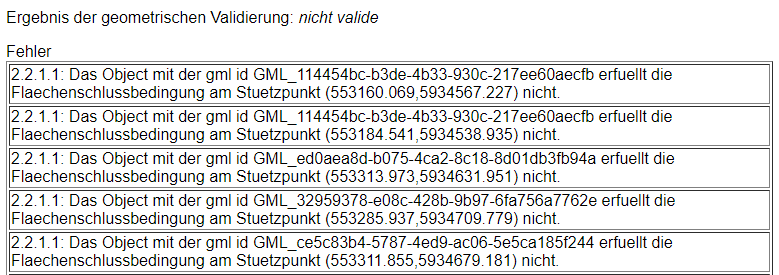 Ergebnis der geometrischen Validierung: nicht valide
Fehler
2.2.1.1: Das Object mit der gml id GML_114454bc-b3de-4b33-930c-217ee60aecfb erfuellt die
Flaechenschlussbedingung am Stuetzpunkt (553160.069,5934567.227) nicht.
2.2.1.1: Das Object mit der gml id GML_114454bc-b3de-4b33-930c-217ee60aecfb erfuellt die
Flaechenschlussbedingung am Stuetzpunkt (553184.541,5934538.935) nicht.
2.2.1.1: Das Object mit der gml id GML_ed0aea8d-b075-4ca2-8c18-8d01db3fb94a erfuellt die
Flaechenschlussbedingung am Stuetzpunkt (553313.973,5934631.951) nicht.
2.2.1.1: Das Object mit der gml id GML_32959378-e08c-428b-9b97-6fa756a7762e erfuellt die
Flaechenschlussbedingung am Stuetzpunkt (553285.937,5934709.779) nicht.
2.2.1.1: Das Object mit der gml id GML_ce5c83b4-5787-4ed9-ac06-5e5ca185f244 erfuellt die
Flaechenschlussbedingung am Stuetzpunkt (553311.855,5934679.181) nicht.